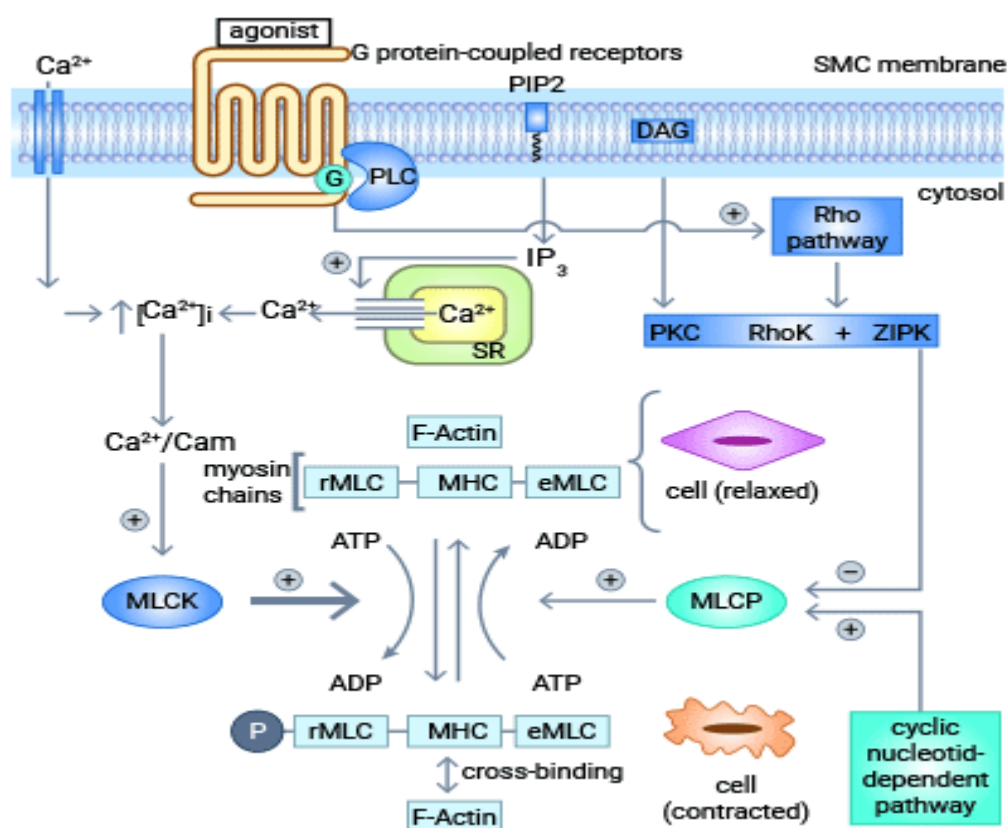 agonist
G protein-coupled receptors
Ca²⁺
SMC membrane
PIP2
DAG
G
PLC
cytosol
+
Rho
pathway
+
IP₃
↑ [Ca²⁺]i
Ca²⁺
Ca²⁺
SR
PKC RhoK + ZIPK
Ca²⁺/Cam
F-Actin
myosin
chains
rMLC
MHC
eMLC
cell (relaxed)
+
ATP
ADP
MLCK
+
+
MLCP
−
+
ADP
ATP
P
rMLC
MHC
eMLC
cross-binding
F-Actin
cell
(contracted)
cyclic
nucleotid-
dependent
pathway